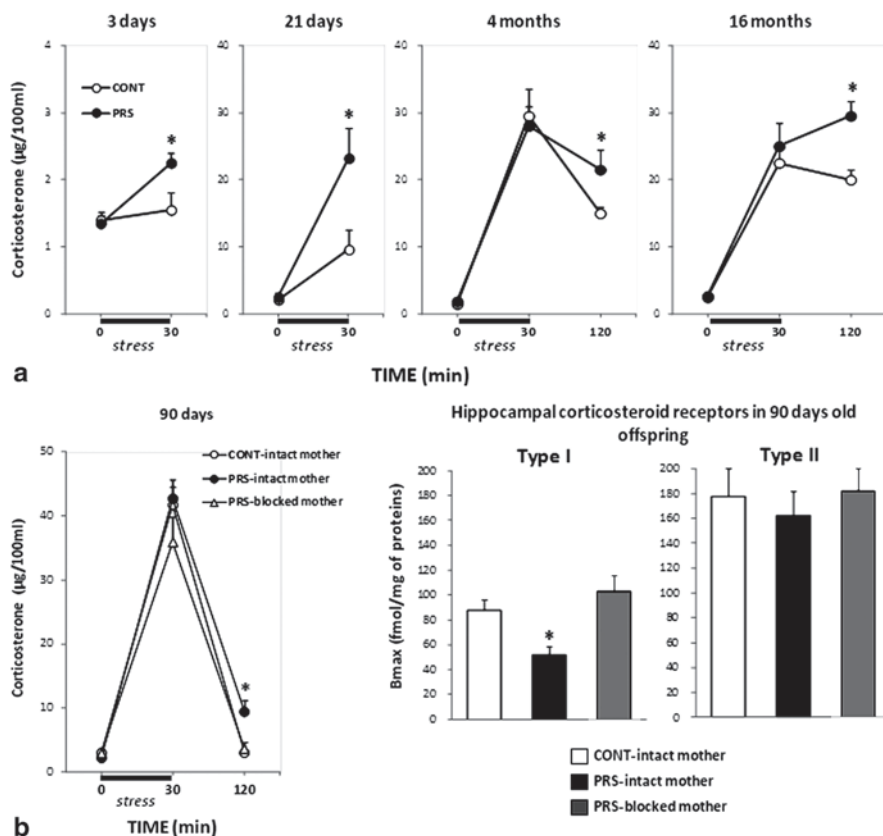 3 days
21 days
4 months
16 months
Corticosterone (µg/100ml)
CONT
PRS
4
3
2
1
0
*
0 30
stress
40
30
20
10
0
*
0 30
stress
40
30
20
10
0
*
0 30 120
stress
40
30
20
10
0
*
0 30 120
stress
a
TIME (min)
90 days
CONT-intact mother
PRS-intact mother
PRS-blocked mother
Corticosterone (µg/100ml)
50
40
30
20
10
0
*
0 30 120
stress
TIME (min)
b
Hippocampal corticosteroid receptors in 90 days old
offspring
Type I
Type II
Bmax (fmol/mg of proteins)
200
180
160
140
120
100
80
60
40
20
0
*
180
160
140
120
100
80
60
40
20
0
CONT-intact mother
PRS-intact mother
PRS-blocked mother